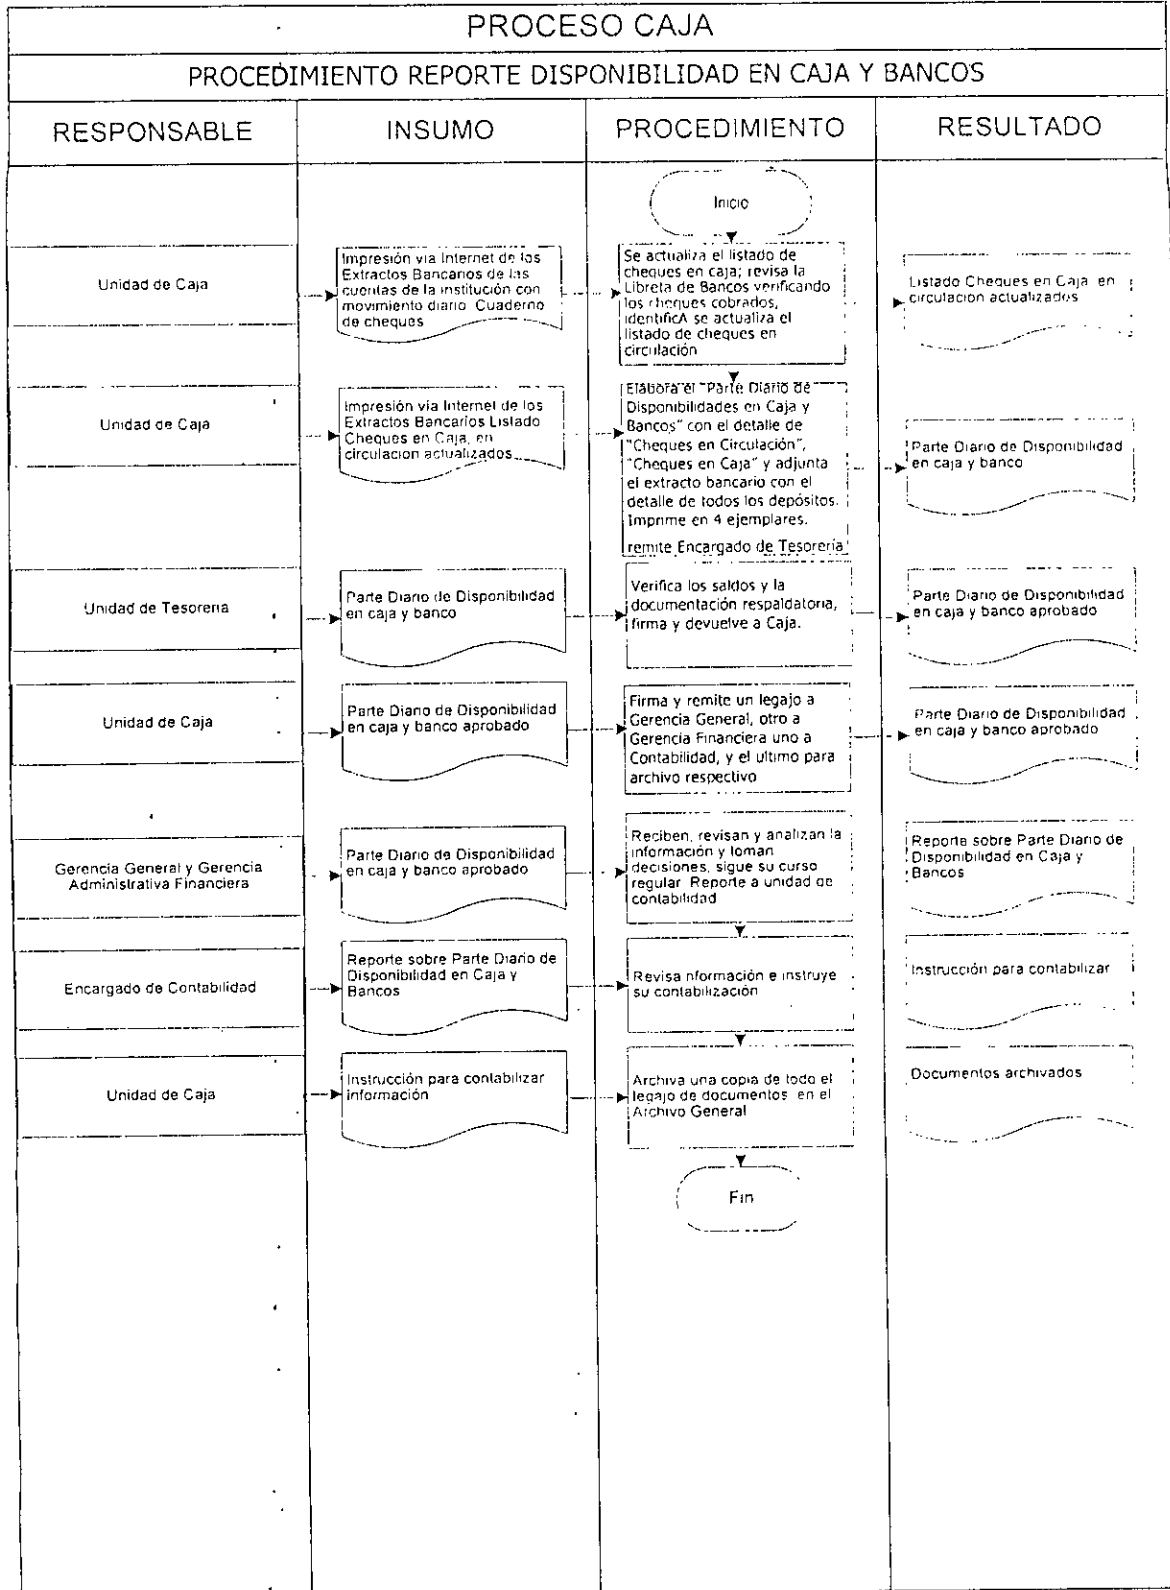 PROCESO CAJA
PROCEDIMIENTO REPORTE DISPONIBILIDAD EN CAJA Y BANCOS
RESPONSABLE
INSUMO
PROCEDIMIENTO
RESULTADO
Inicio
Unidad de Caja
Impresión via Internet de los
Extractos Bancarios de las
cuentas de la institución con
movimiento diario Cuaderno
de cheques
Se actualiza el listado de
cheques en caja; revisa la
Libreta de Bancos verificando
los cheques cobrados,
identificA se actualiza el
listado de cheques en
circulación
Listado Cheques en Caja en
circulación actualizados
Unidad de Caja
Impresión via Internet de los
Extractos Bancarios Listado
Cheques en Caja, en
circulacion actualizados
Elabora el "Parte Diario de
Disponibilidades en Caja y
Bancos" con el detalle de
"Cheques en Circulación",
"Cheques en Caja" y adjunta
el extracto bancario con el
detalle de todos los depósitos.
Imprime en 4 ejemplares.
remite Encargado de Tesorería
Parte Diario de Disponibilidad
en caja y banco
Unidad de Tesoreria
Parte Diario de Disponibilidad
en caja y banco
Verifica los saldos y la
documentación respaldatoria,
firma y devuelve a Caja.
Parte Diario de Disponibilidad
en caja y banco aprobado
Unidad de Caja
Parte Diario de Disponibilidad
en caja y banco aprobado
Firma y remite un legajo a
Gerencia General, otro a
Gerencia Financiera uno a
Contabilidad, y el ultimo para
archivo respectivo
Parte Diario de Disponibilidad
en caja y banco aprobado
Gerencia General y Gerencia
Administrativa Financiera
Parte Diario de Disponibilidad
en caja y banco aprobado
Reciben, revisan y analizan la
información y toman
decisiones, sigue su curso
regular Reporte a unidad de
contabilidad
Reporte sobre Parte Diario de
Disponibilidad en Caja y
Bancos
Encargado de Contabilidad
Reporte sobre Parte Diario de
Disponibilidad en Caja y
Bancos
Revisa nformación e instruye
su contabilización
Instrucción para contabilizar
Unidad de Caja
Instrucción para contabilizar
información
Archiva una copia de todo el
legajo de documentos en el
Archivo General
Documentos archivados
Fin